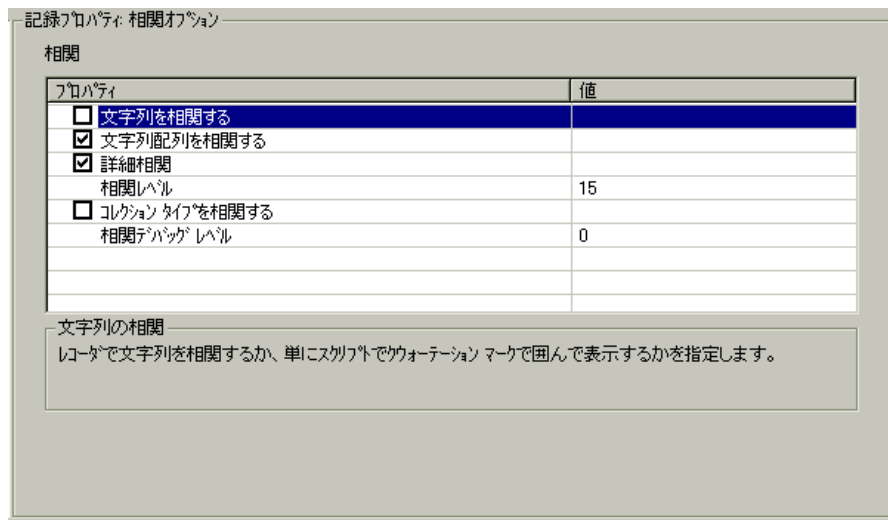 記録ﾌﾟﾛﾊﾟﾃｨ: 相関ｵﾌﾟｼｮﾝ
相関
ﾌﾟﾛﾊﾟﾃｨ 値
文字列を相関する
文字列配列を相関する
詳細相関
相関ﾚﾍﾞﾙ 15
ｺﾚｸｼｮﾝ ﾀｲﾌﾟを相関する
相関ﾃﾞﾊﾞｯｸﾞ ﾚﾍﾞﾙ 0
文字列の相関
ﾚｺｰﾀﾞで文字列を相関するか、単にｽｸﾘﾌﾟﾄでｸｳｫｰﾃｰｼｮﾝ ﾏｰｸで囲んで表示するかを指定します。